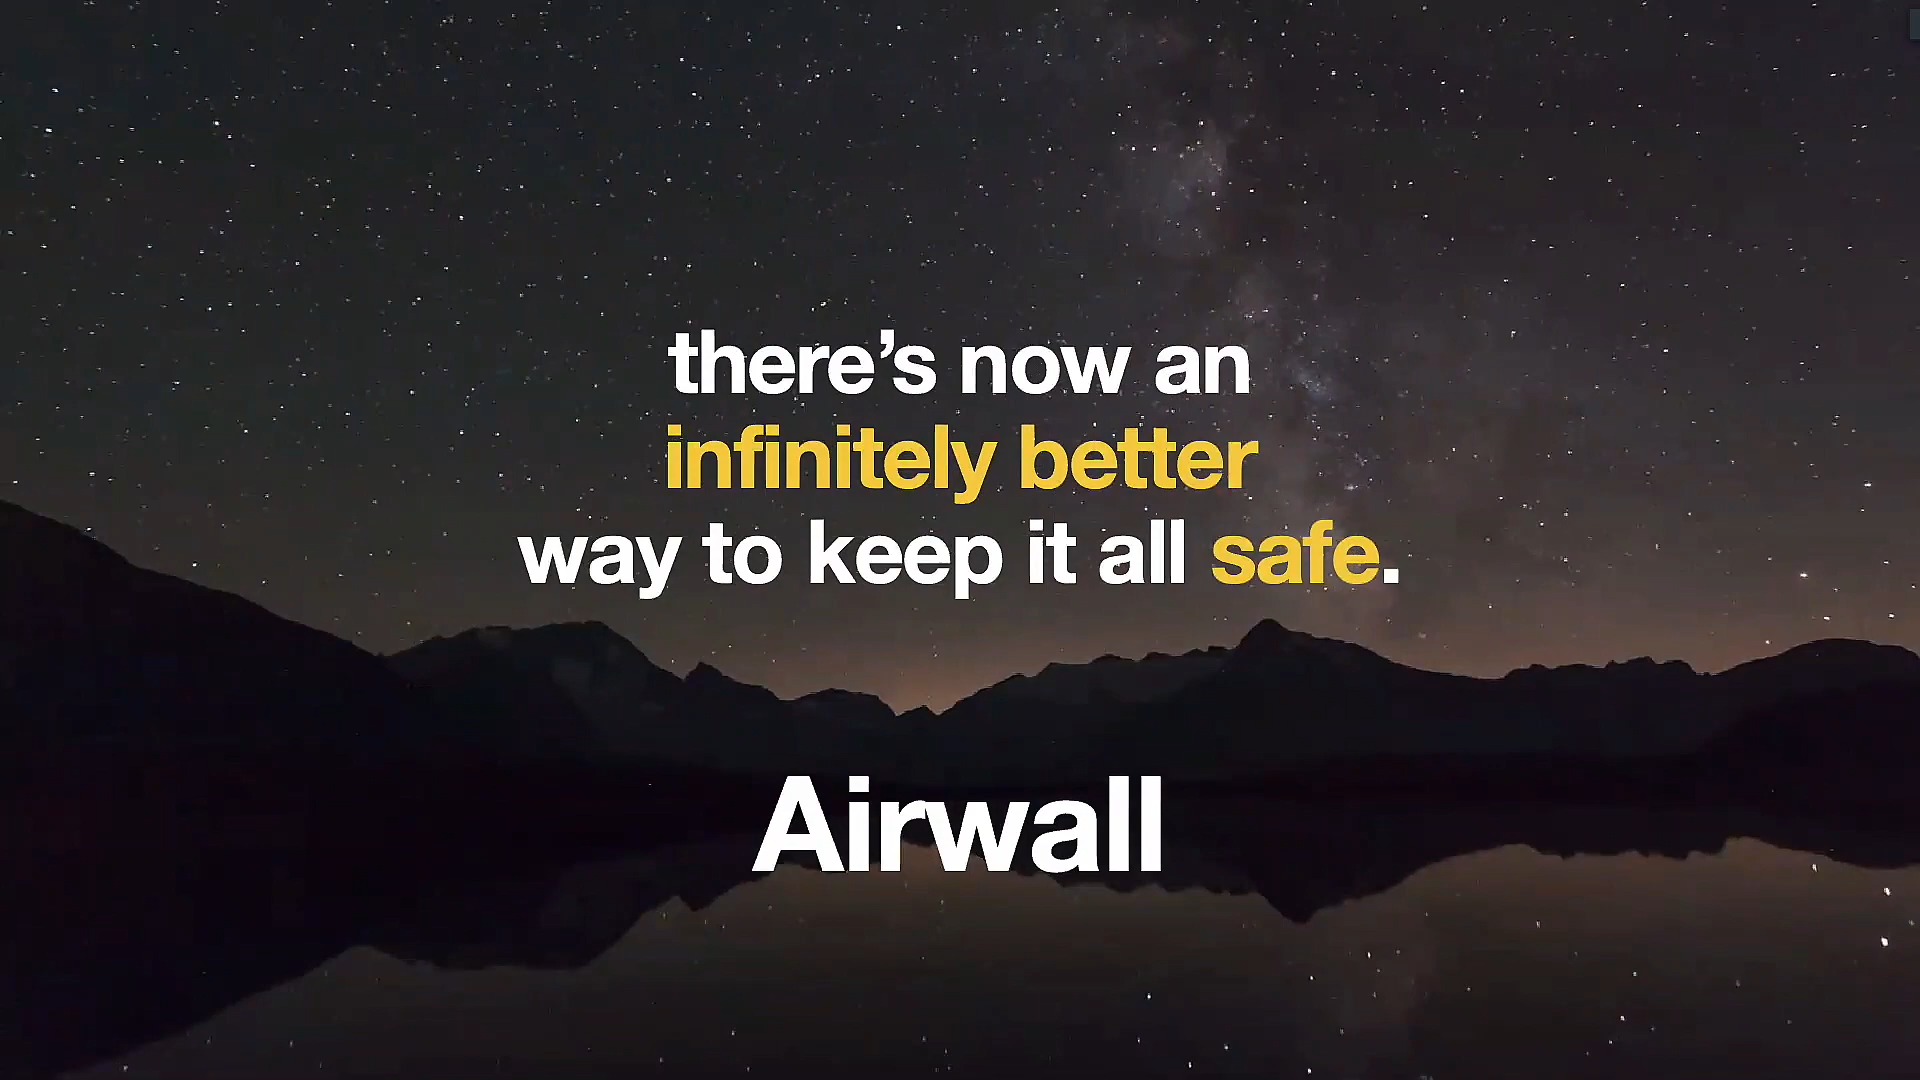 there’s now an
infinitely better
way to keep it all safe.
Airwall